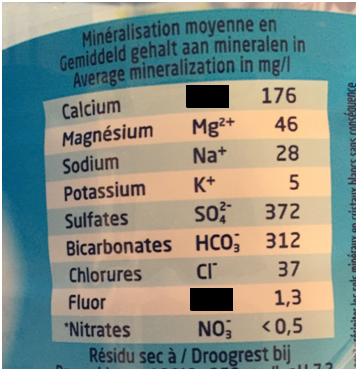 Minéralisation moyenne en
Gemiddeld gehalt aan mineralen in
Average mineralization in mg/l
Calcium 176
Magnésium Mg²⁺ 46
Sodium Na⁺ 28
Potassium K⁺ 5
Sulfates SO₄²⁻ 372
Bicarbonates HCO₃⁻ 312
Chlorures Cl⁻ 37
Fluor 1,3
*Nitrates NO₃⁻ <0,5
Résidu sec à / Droogrest bij